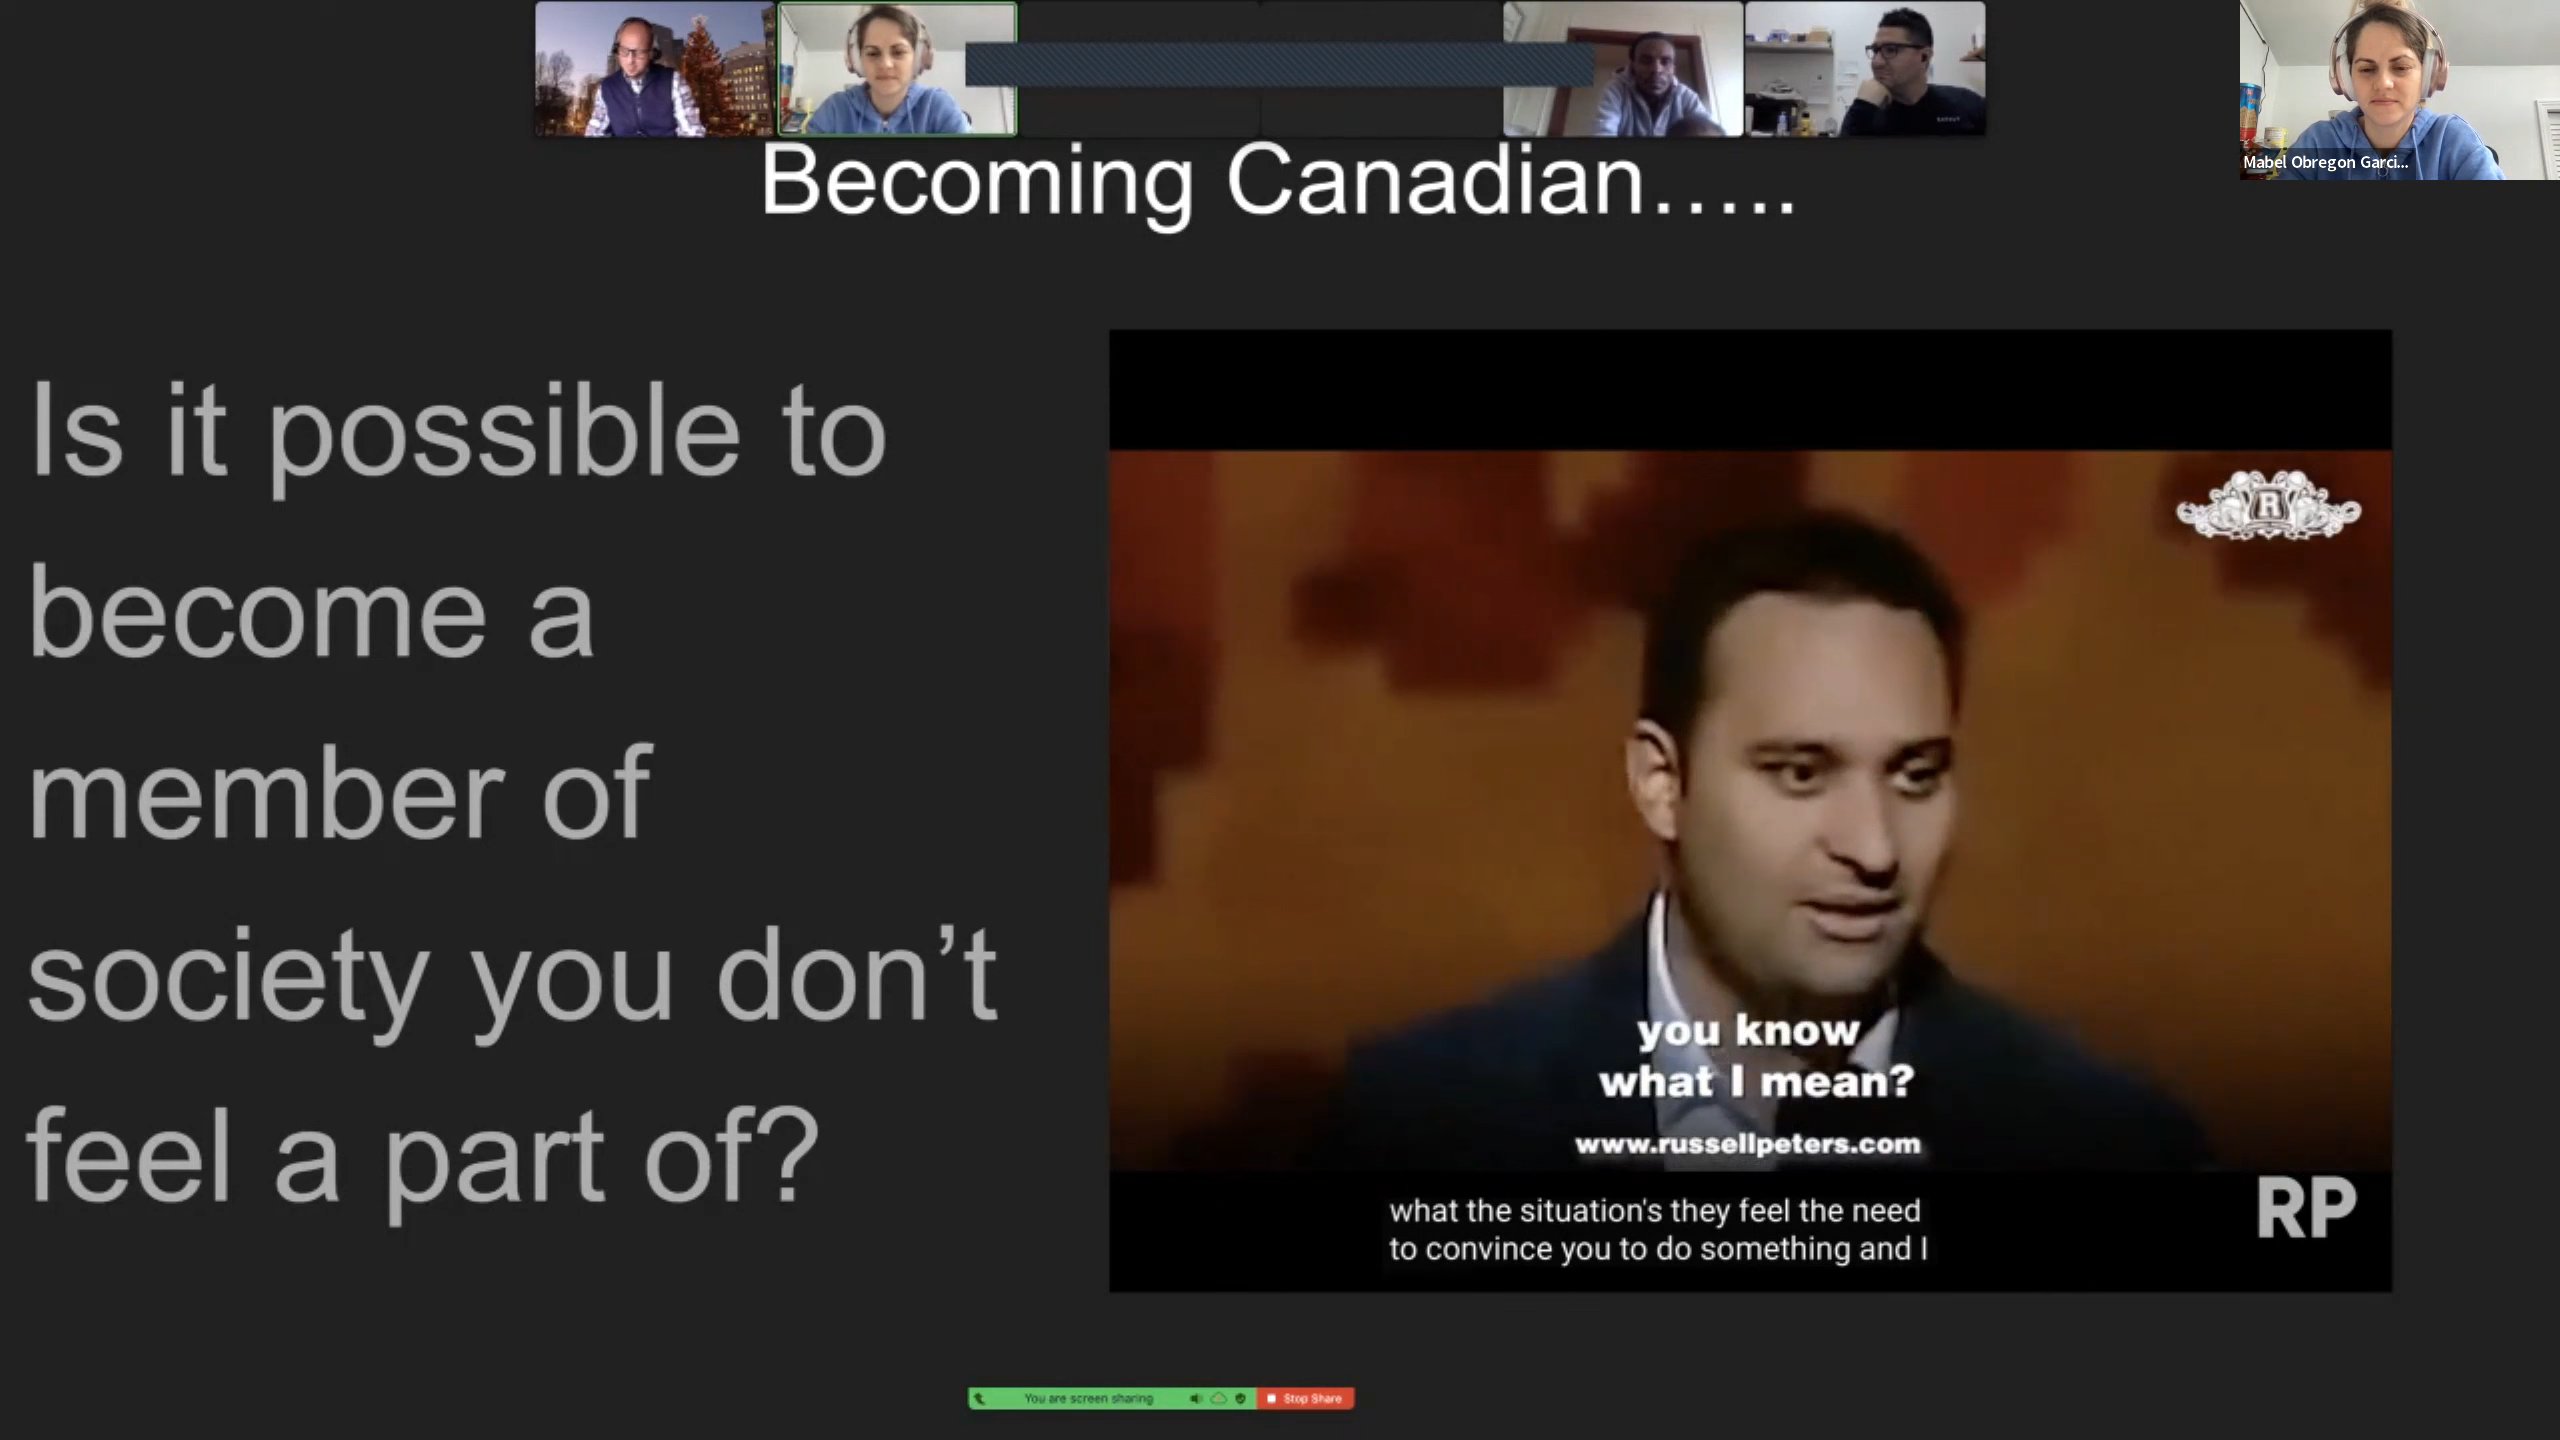 Mabel Obregon Garci...
Becoming Canadian.....
Is it possible to
become a
member of
society you don’t
feel a part of?
R
you know
what I mean?
www.russellpeters.com
what the situation's they feel the need
to convince you to do something and I
RP
You are screen sharing
Stop Share